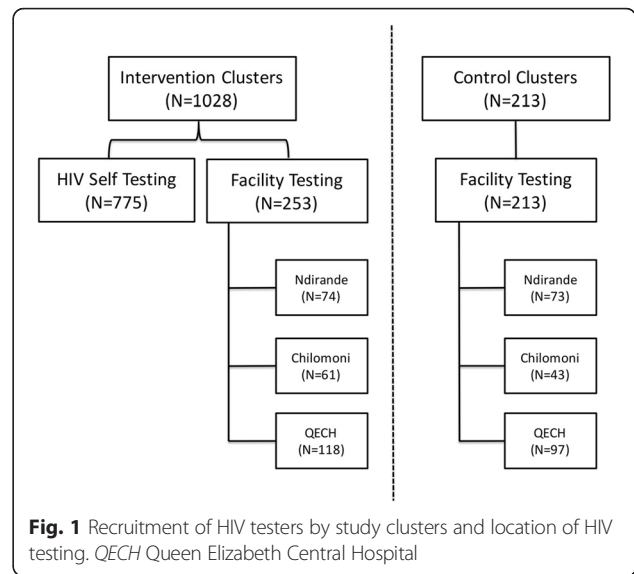 Intervention Clusters
(N=1028)
Control Clusters
(N=213)
HIV Self Testing
(N=775)
Facility Testing
(N=253)
Facility Testing
(N=213)
Ndirande
(N=74)
Ndirande
(N=73)
Chilomoni
(N=61)
Chilomoni
(N=43)
QECH
(N=118)
QECH
(N=97)
Fig. 1 Recruitment of HIV testers by study clusters and location of HIV
testing. QECH Queen Elizabeth Central Hospital